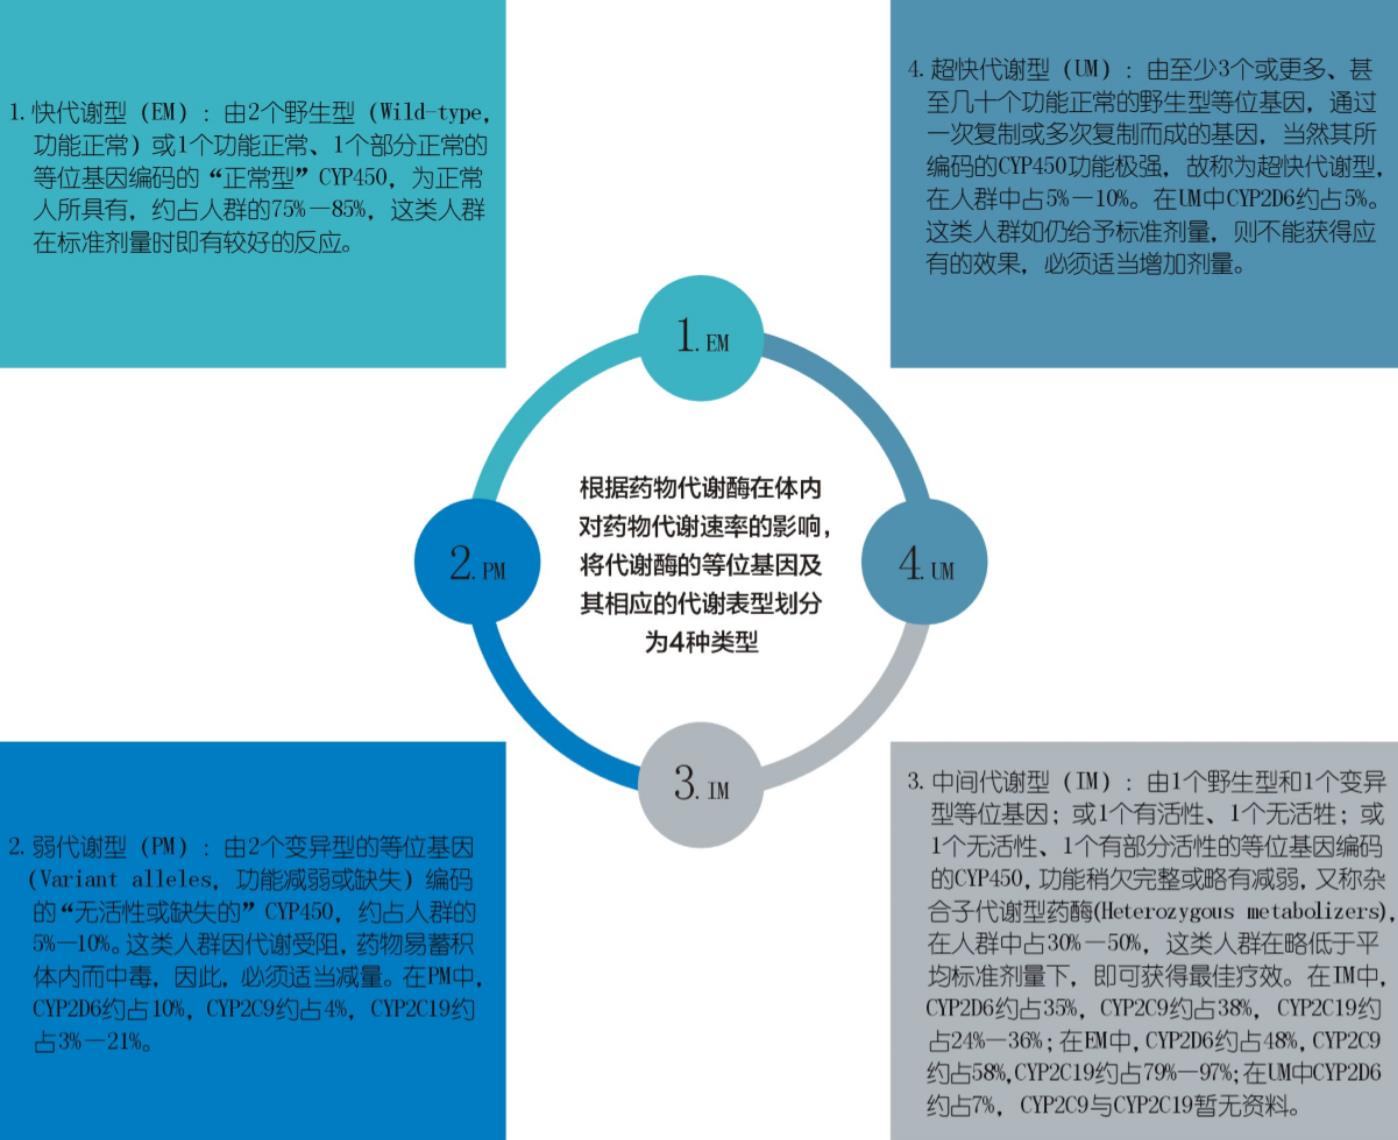 1. 快代谢型（EM）：由2个野生型（Wild-type，
功能正常）或1个功能正常、1个部分正常的
等位基因编码的“正常型”CYP450，为正常
人所具有，约占人群的75%—85%，这类人群
在标准剂量时即有较好的反应。
4. 超快代谢型（UM）：由至少3个或更多、甚
至几十个功能正常的野生型等位基因，通过
一次复制或多次复制而成的基因，当然其所
编码的CYP450功能极强，故称为超快代谢型，
在人群中占5%—10%。在UM中CYP2D6约占5%。
这类人群如仍给予标准剂量，则不能获得应
有的效果，必须适当增加剂量。
1. EM
2. PM
4. UM
3. IM
根据药物代谢酶在体内
对药物代谢速率的影响，
将代谢酶的等位基因及
其相应的代谢表型划分
为4种类型
2. 弱代谢型（PM）：由2个变异型的等位基因
(Variant alleles，功能减弱或缺失）编码
的“无活性或缺失的”CYP450，约占人群的
5%—10%。这类人群因代谢受阻，药物易蓄积
体内而中毒，因此，必须适当减量。在PM中，
CYP2D6约占10%，CYP2C9约占4%，CYP2C19约
占3%—21%。
3. 中间代谢型（IM）：由1个野生型和1个变异
型等位基因；或1个有活性、1个无活性；或
1个无活性、1个有部分活性的等位基因编码
的CYP450，功能稍欠完整或略有减弱，又称杂
合子代谢型药酶(Heterozygous metabolizers)，
在人群中占30%—50%，这类人群在略低于平
均标准剂量下，即可获得最佳疗效。在IM中，
CYP2D6约占35%，CYP2C9约占38%，CYP2C19约
占24%—36%；在EM中，CYP2D6约占48%，CYP2C9
约占58%，CYP2C19约占79%—97%；在UM中CYP2D6
约占7%，CYP2C9与CYP2C19暂无资料。